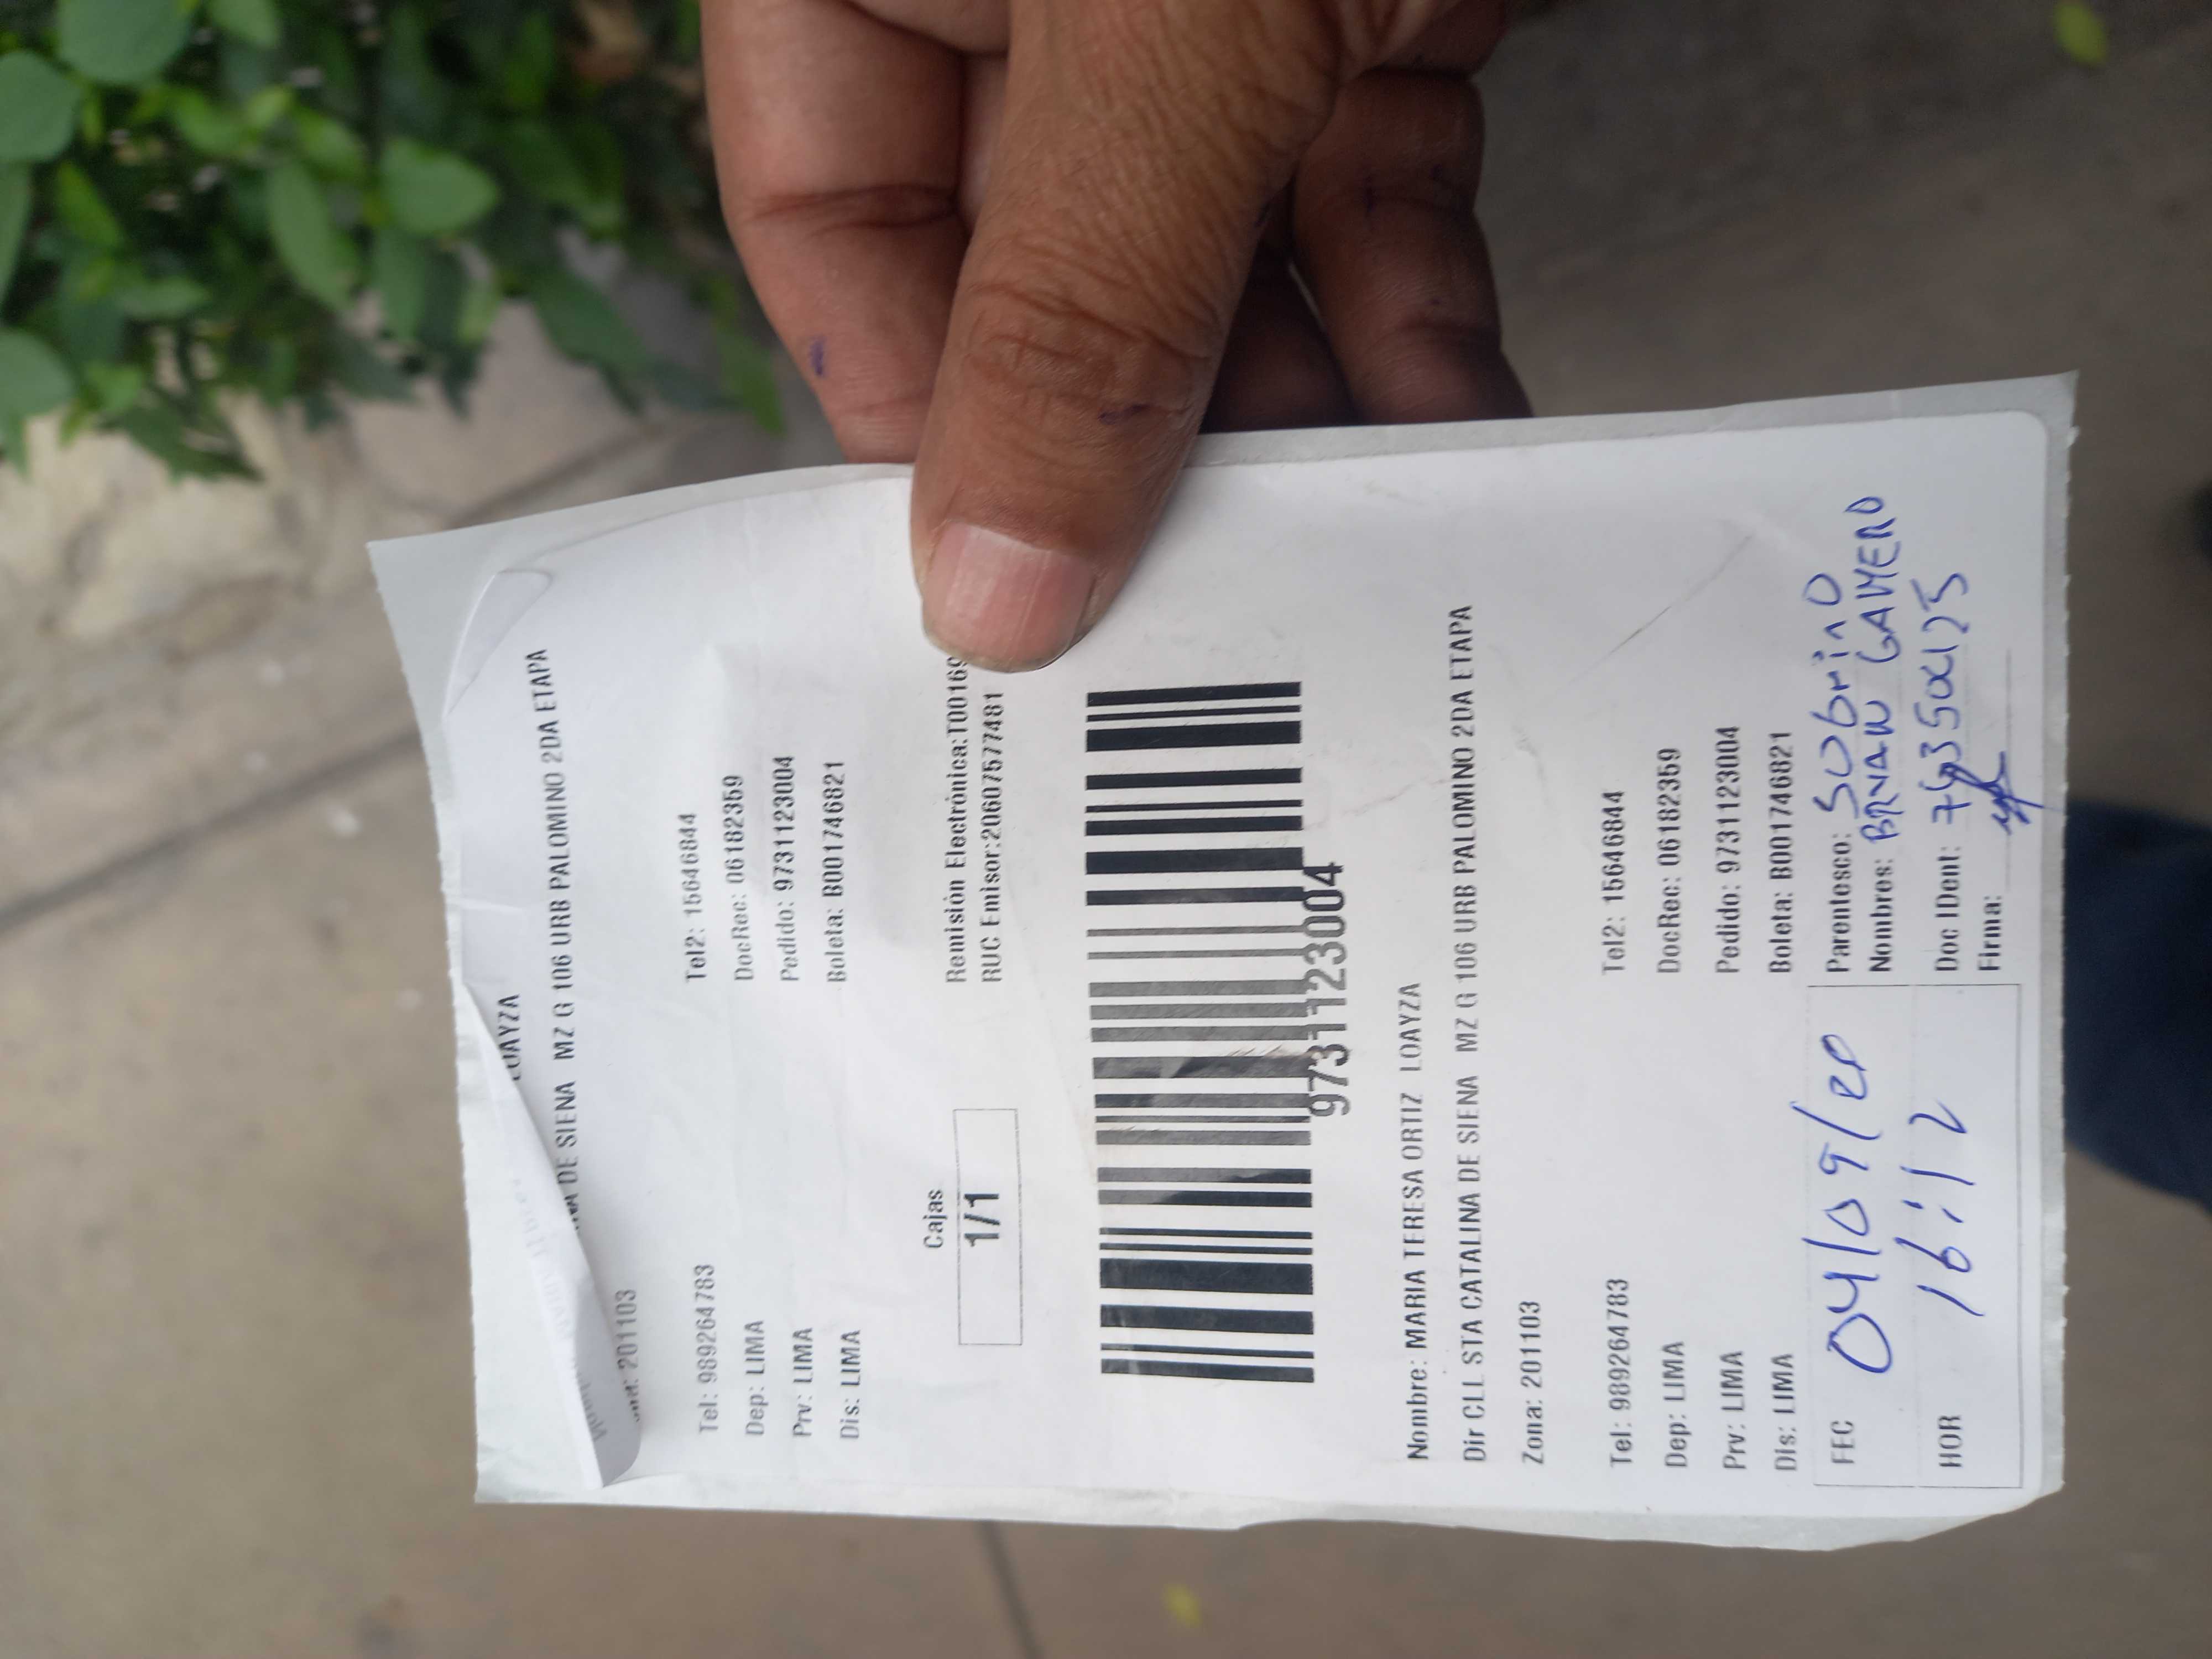 LOAYZA
DE SIENA MZ G 106 URB PALOMINO 2DA ETAPA
201103
Tel: 989264783 Tel2: 15646844
Dep: LIMA DocRec: 06182359
Prv: LIMA Pedido: 9731123004
Dis: LIMA Boleta: B001746821
Cajas
1/1
Remisión Electrónica:T00169
RUC Emisor:20607577481
9731123004
Nombre: MARIA TERESA ORTIZ LOAYZA
Dir CLL STA CATALINA DE SIENA MZ G 106 URB PALOMINO 2DA ETAPA
Zona: 201103
Tel: 989264783 Tel2: 15646844
Dep: LIMA DocRec: 06182359
Prv: LIMA Pedido: 9731123004
Dis: LIMA Boleta: B001746821
FEC 04/09/20 Parentesco: SObrinO
Nombres: BRYAN GAMERO
HOR 16:12 Doc IDent:
Firma: